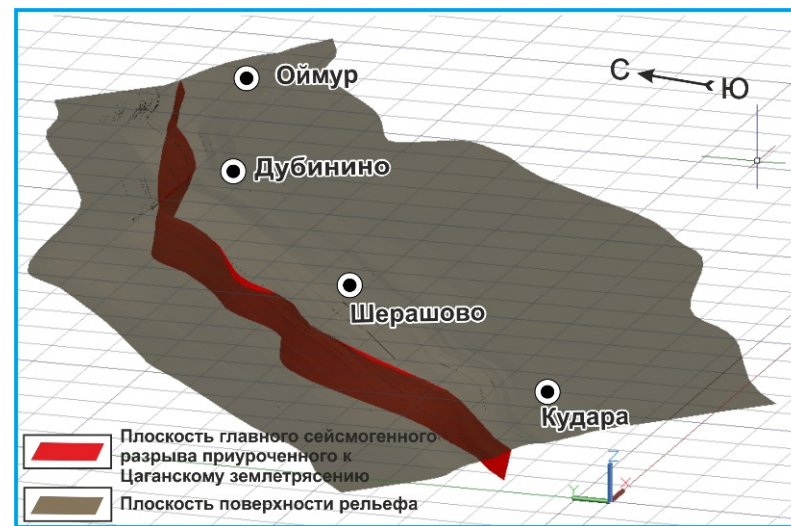 Оймур
С Ю
Дубинино
Шерашово
Кудара
Плоскость главного сейсмогенного
разрыва приуроченного к
Цаганскому землетрясению
Плоскость поверхности рельефа
Z
Y X